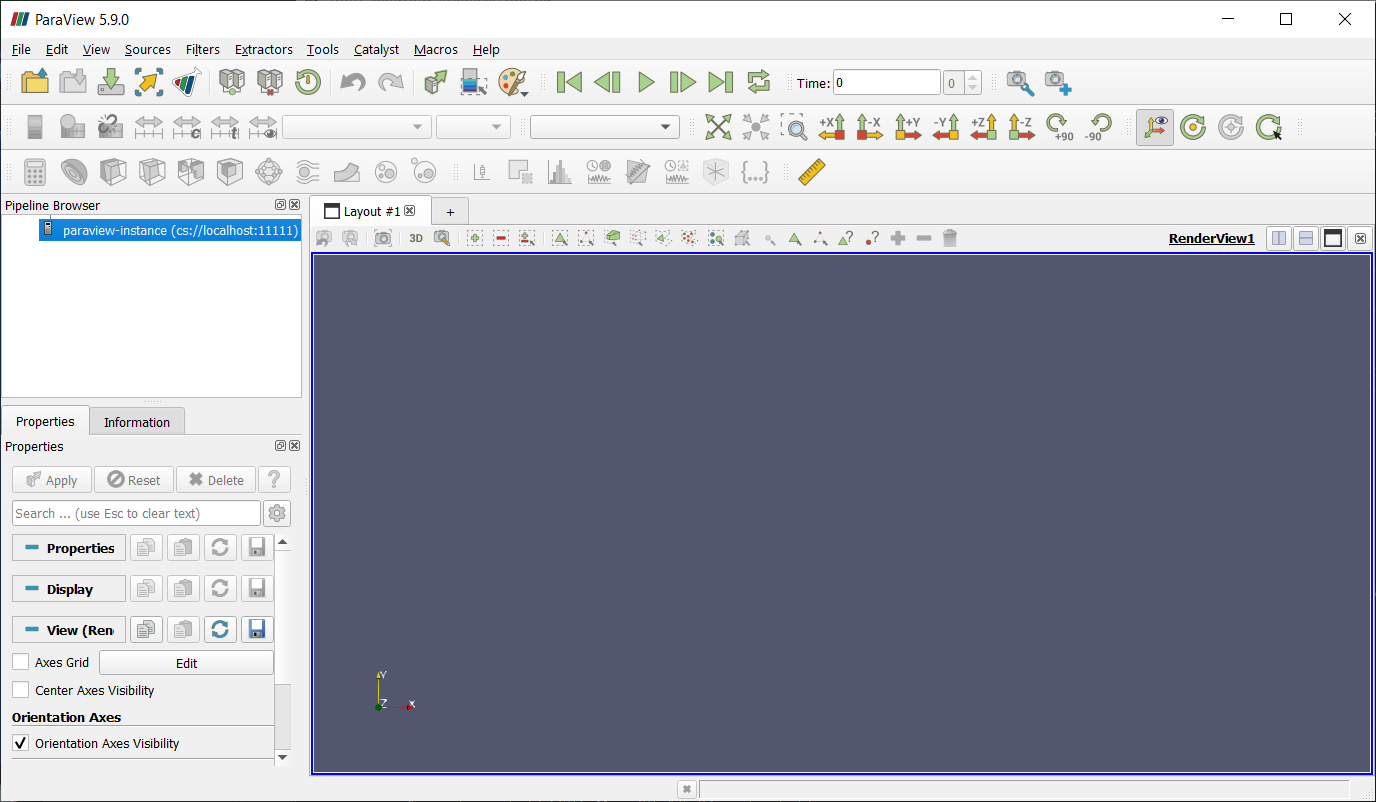 ParaView 5.9.0
File Edit View Sources Filters Extractors Tools Catalyst Macros Help
Time: 0 0
+X -X +Y -Y +Z -Z +90 -90
Pipeline Browser
paraview-instance (cs://localhost:11111)
Layout #1 +
3D RenderView1
Properties Information
Properties
Apply Reset Delete ?
Search ... (use Esc to clear text)
Properties
Display
View (Ren
Axes Grid Edit
Center Axes Visibility
Orientation Axes
Orientation Axes Visibility
Y
Z X